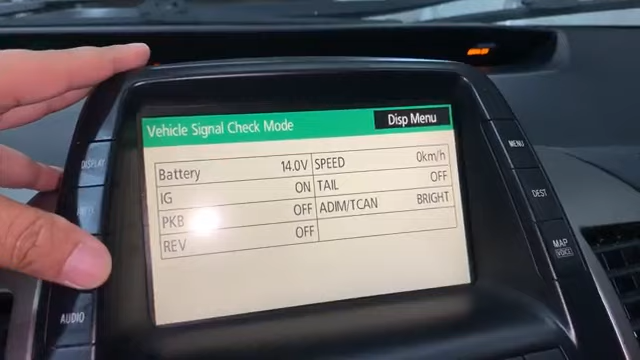 Vehicle Signal Check Mode
Disp Menu
Battery 14.0V SPEED 0km/h
IG ON TAIL OFF
PKB OFF ADIM/TCAN BRIGHT
REV OFF
DISPLAY
AUDIO
MENU
DEST
MAP
VOICE